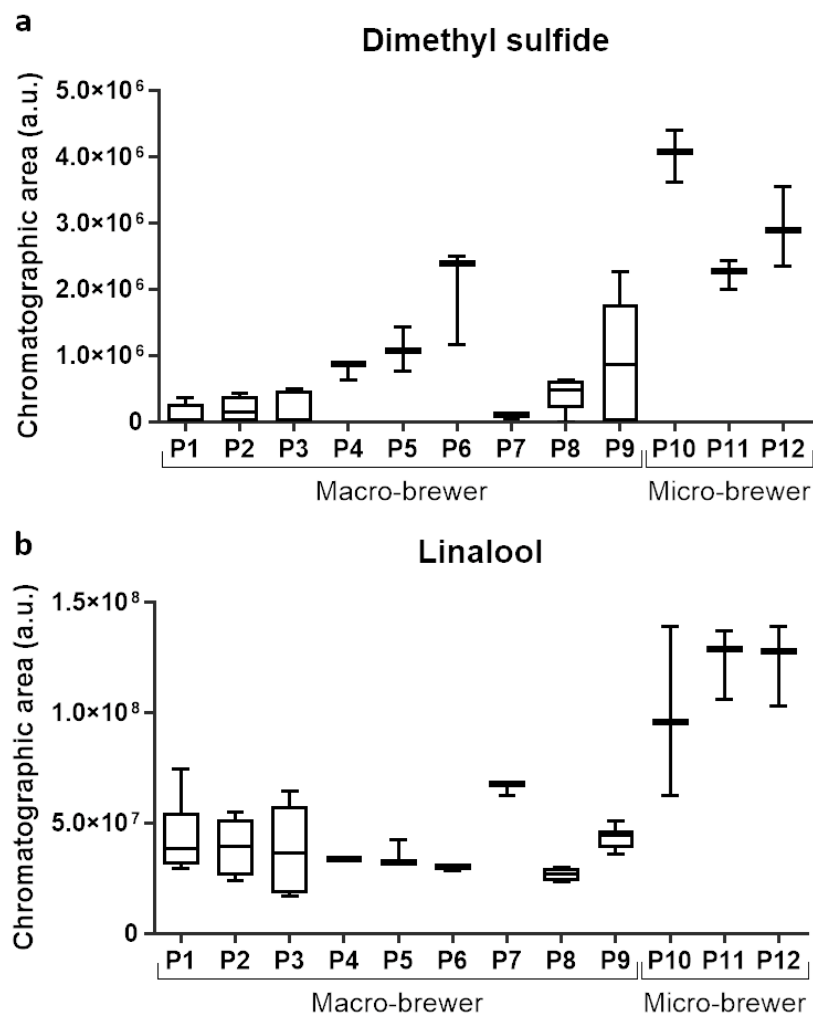 a
Dimethyl sulfide
Chromatographic area (a.u.)
5.0×10⁶
4.0×10⁶
3.0×10⁶
2.0×10⁶
1.0×10⁶
0
P1 P2 P3 P4 P5 P6 P7 P8 P9 P10 P11 P12
Macro-brewer Micro-brewer
b
Linalool
Chromatographic area (a.u.)
1.5×10⁸
1.0×10⁸
5.0×10⁷
0
P1 P2 P3 P4 P5 P6 P7 P8 P9 P10 P11 P12
Macro-brewer Micro-brewer